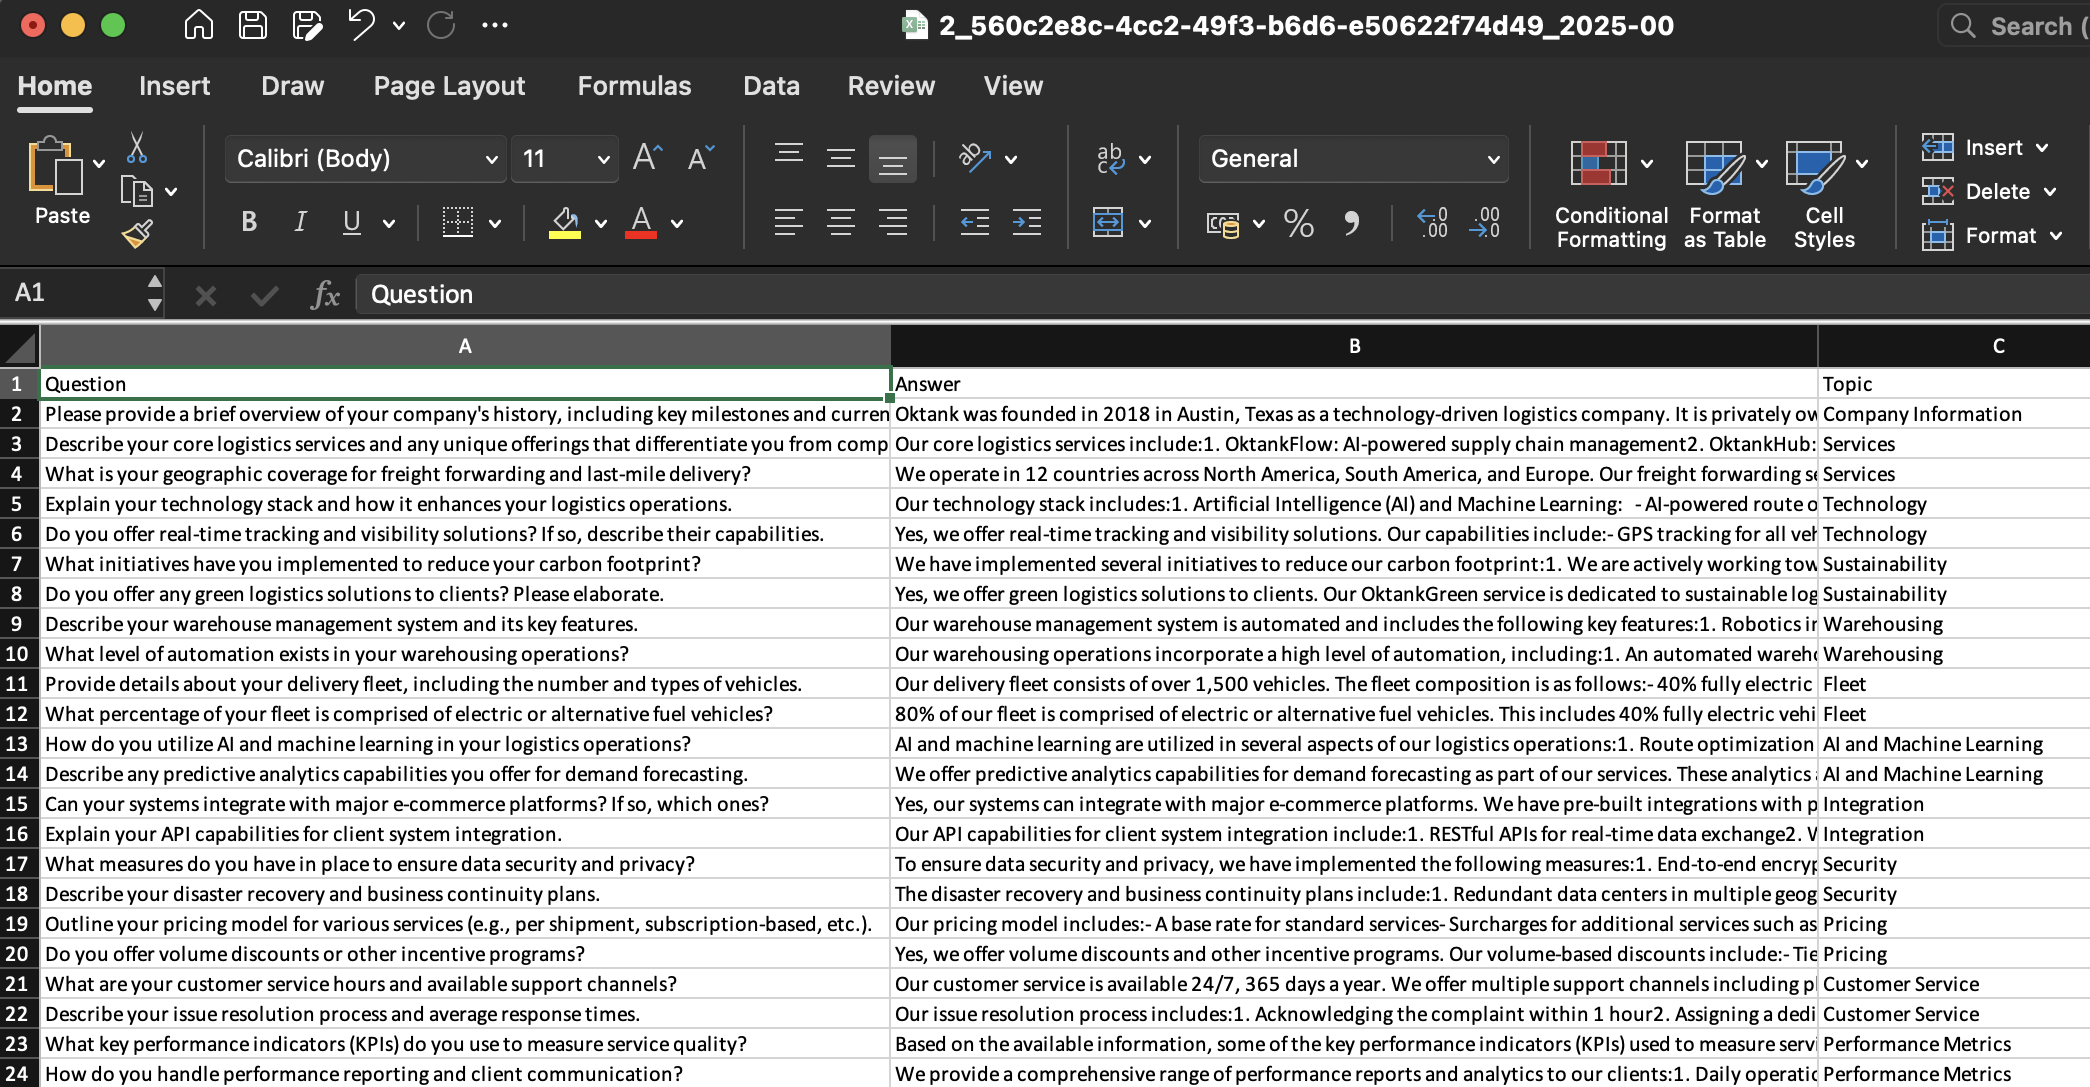 2_560c2e8c-4cc2-49f3-b6d6-e50622f74d49_2025-00
Search (
Home Insert Draw Page Layout Formulas Data Review View
Paste
Calibri (Body) 11
General
Conditional Formatting
Format as Table
Cell Styles
Insert
Delete
Format
A1 fx Question
A B C
1 Question Answer Topic
2 Please provide a brief overview of your company's history, including key milestones and curren Oktank was founded in 2018 in Austin, Texas as a technology-driven logistics company. It is privately ow Company Information
3 Describe your core logistics services and any unique offerings that differentiate you from comp Our core logistics services include:1. OktankFlow: AI-powered supply chain management2. OktankHub: Services
4 What is your geographic coverage for freight forwarding and last-mile delivery? We operate in 12 countries across North America, South America, and Europe. Our freight forwarding se Services
5 Explain your technology stack and how it enhances your logistics operations. Our technology stack includes:1. Artificial Intelligence (AI) and Machine Learning: - AI-powered route o Technology
6 Do you offer real-time tracking and visibility solutions? If so, describe their capabilities. Yes, we offer real-time tracking and visibility solutions. Our capabilities include:- GPS tracking for all veh Technology
7 What initiatives have you implemented to reduce your carbon footprint? We have implemented several initiatives to reduce our carbon footprint:1. We are actively working tow Sustainability
8 Do you offer any green logistics solutions to clients? Please elaborate. Yes, we offer green logistics solutions to clients. Our OktankGreen service is dedicated to sustainable log Sustainability
9 Describe your warehouse management system and its key features. Our warehouse management system is automated and includes the following key features:1. Robotics in Warehousing
10 What level of automation exists in your warehousing operations? Our warehousing operations incorporate a high level of automation, including:1. An automated wareho Warehousing
11 Provide details about your delivery fleet, including the number and types of vehicles. Our delivery fleet consists of over 1,500 vehicles. The fleet composition is as follows:- 40% fully electric Fleet
12 What percentage of your fleet is comprised of electric or alternative fuel vehicles? 80% of our fleet is comprised of electric or alternative fuel vehicles. This includes 40% fully electric vehi Fleet
13 How do you utilize AI and machine learning in your logistics operations? AI and machine learning are utilized in several aspects of our logistics operations:1. Route optimization AI and Machine Learning
14 Describe any predictive analytics capabilities you offer for demand forecasting. We offer predictive analytics capabilities for demand forecasting as part of our services. These analytics AI and Machine Learning
15 Can your systems integrate with major e-commerce platforms? If so, which ones? Yes, our systems can integrate with major e-commerce platforms. We have pre-built integrations with p Integration
16 Explain your API capabilities for client system integration. Our API capabilities for client system integration include:1. RESTful APIs for real-time data exchange2. W Integration
17 What measures do you have in place to ensure data security and privacy? To ensure data security and privacy, we have implemented the following measures:1. End-to-end encryp Security
18 Describe your disaster recovery and business continuity plans. The disaster recovery and business continuity plans include:1. Redundant data centers in multiple geog Security
19 Outline your pricing model for various services (e.g., per shipment, subscription-based, etc.). Our pricing model includes:- A base rate for standard services- Surcharges for additional services such as Pricing
20 Do you offer volume discounts or other incentive programs? Yes, we offer volume discounts and other incentive programs. Our volume-based discounts include:- Tie Pricing
21 What are your customer service hours and available support channels? Our customer service is available 24/7, 365 days a year. We offer multiple support channels including p Customer Service
22 Describe your issue resolution process and average response times. Our issue resolution process includes:1. Acknowledging the complaint within 1 hour2. Assigning a dedi Customer Service
23 What key performance indicators (KPIs) do you use to measure service quality? Based on the available information, some of the key performance indicators (KPIs) used to measure servi Performance Metrics
24 How do you handle performance reporting and client communication? We provide a comprehensive range of performance reports and analytics to our clients:1. Daily operatio Performance Metrics